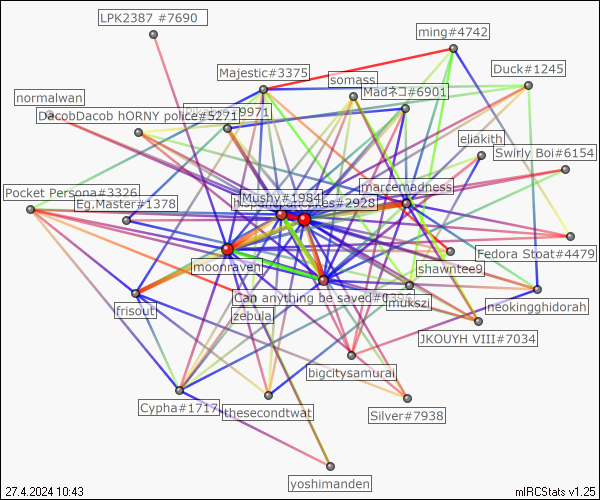 LPK2387 #7690
ming#4742
Majestic#3375
Duck#1245
somass
Madネコ#6901
normalwan
DacobDacob hORNY police#5271
#9971
eliakith
Swirly Boi#6154
Pocket Persona#3326
marcemadness
Mushy#1984
#2928
Eg.Master#1378
Fedora Stoat#4479
moonraven
shawntee9
Can anything be saved#0
mukszi
neokingghidorah
frisout
zebula
JKOUYH VIII#7034
bigcitysamurai
Cypha#1717
thesecondtwat
Silver#7938
yoshimanden
27.4.2024 10:43
mIRCStats v1.25